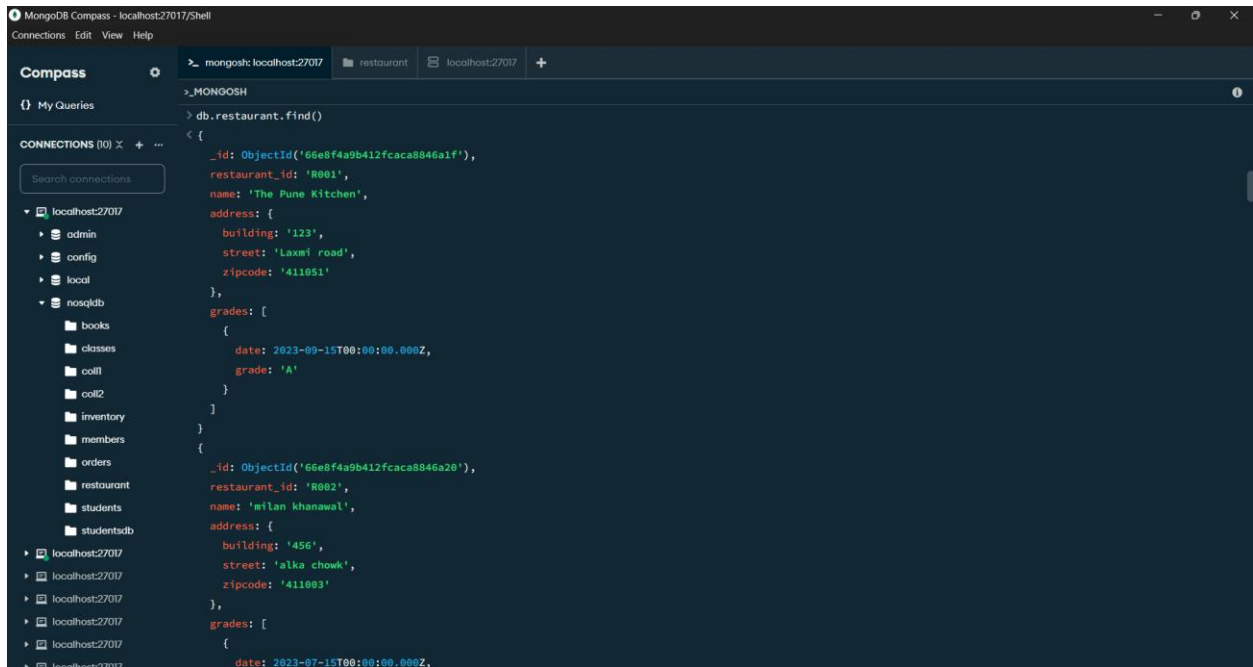 MongoDB Compass - localhost:27017/Shell
Connections Edit View Help
Compass
{} My Queries
CONNECTIONS (10)
Search connections
localhost:27017
admin
config
local
nosqldb
books
classes
coll1
coll2
inventory
members
orders
restaurant
students
studentsdb
localhost:27017
localhost:27017
localhost:27017
localhost:27017
localhost:27017
localhost:27017
>_ mongosh: localhost:27017 restaurant localhost:27017 +
>_MONGOSH
> db.restaurant.find()
< {
_id: ObjectId('66e8f4a9b412fcaca8846a1f'),
restaurant_id: 'R001',
name: 'The Pune Kitchen',
address: {
building: '123',
street: 'Laxmi road',
zipcode: '411051'
},
grades: [
{
date: 2023-09-15T00:00:00.000Z,
grade: 'A'
}
]
}
{
_id: ObjectId('66e8f4a9b412fcaca8846a20'),
restaurant_id: 'R002',
name: 'milan khanawal',
address: {
building: '456',
street: 'alka chowk',
zipcode: '411003'
},
grades: [
{
date: 2023-07-15T00:00:00.000Z,